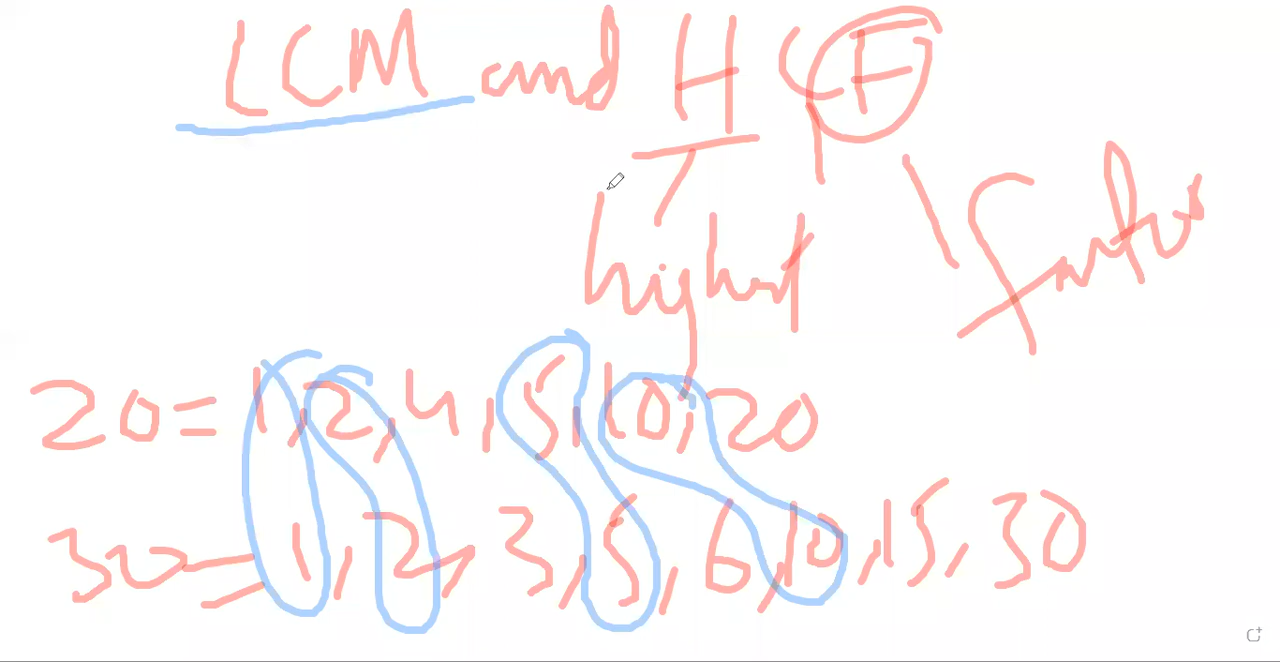 LCM and HCF
highest factor
20=1,2,4,5,10,20
30=1,2,3,5,6,10,15,30